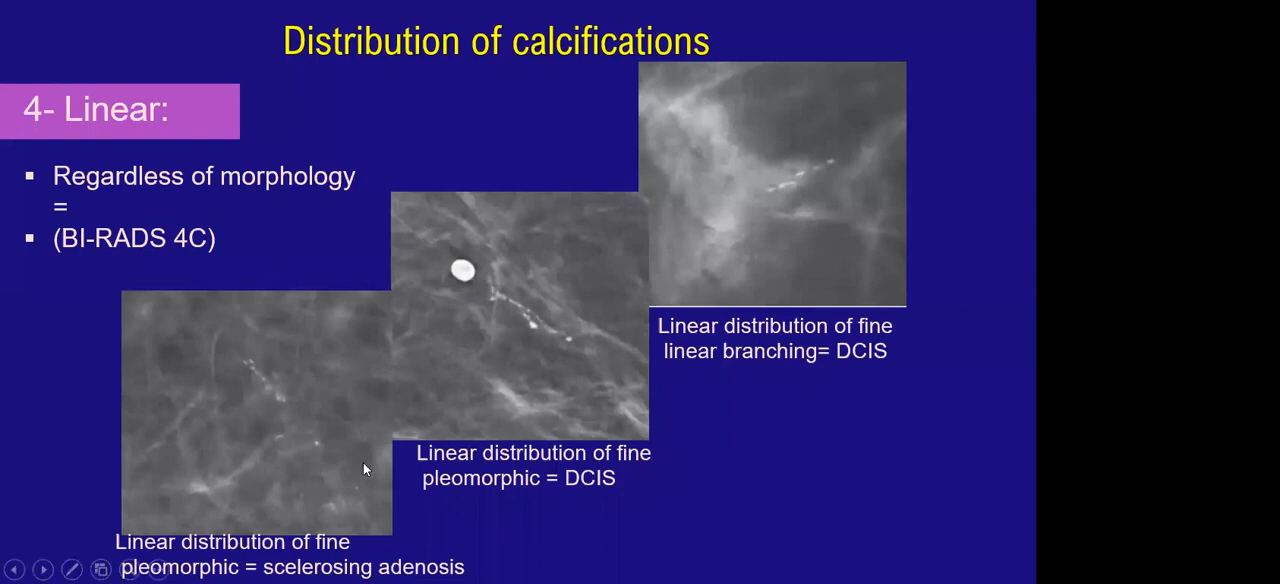 Distribution of calcifications
4- Linear:
Regardless of morphology
=
(BI-RADS 4C)
Linear distribution of fine
linear branching= DCIS
Linear distribution of fine
pleomorphic = DCIS
Linear distribution of fine
pleomorphic = scelerosing adenosis